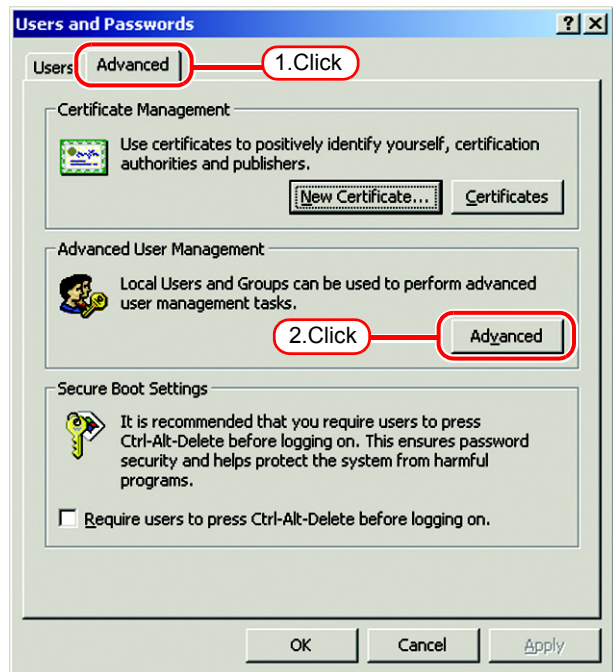 Users and Passwords
Users
Advanced
1.Click
Certificate Management
Use certificates to positively identify yourself, certification
authorities and publishers.
New Certificate...
Certificates
Advanced User Management
Local Users and Groups can be used to perform advanced
user management tasks.
2.Click
Advanced
Secure Boot Settings
It is recommended that you require users to press
Ctrl-Alt-Delete before logging on. This ensures password
security and helps protect the system from harmful
programs.
Require users to press Ctrl-Alt-Delete before logging on.
OK
Cancel
Apply